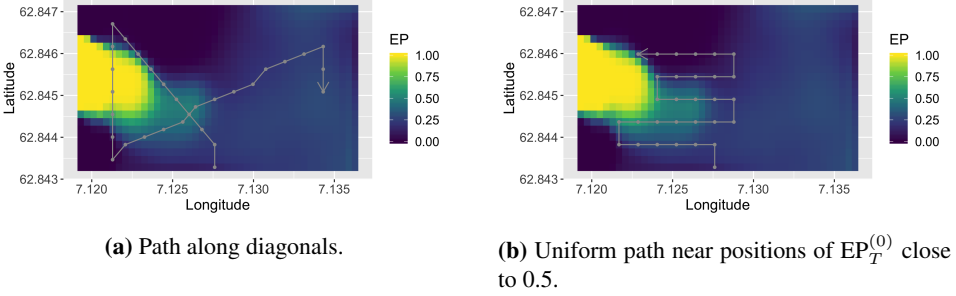 62.847
62.846
62.845
62.844
62.843
Latitude
7.120 7.125 7.130 7.135
Longitude
EP
1.00
0.75
0.50
0.25
0.00
(a) Path along diagonals.
62.847
62.846
62.845
62.844
62.843
Latitude
7.120 7.125 7.130 7.135
Longitude
EP
1.00
0.75
0.50
0.25
0.00
(b) Uniform path near positions of EP_T^{(0)} close
to 0.5.